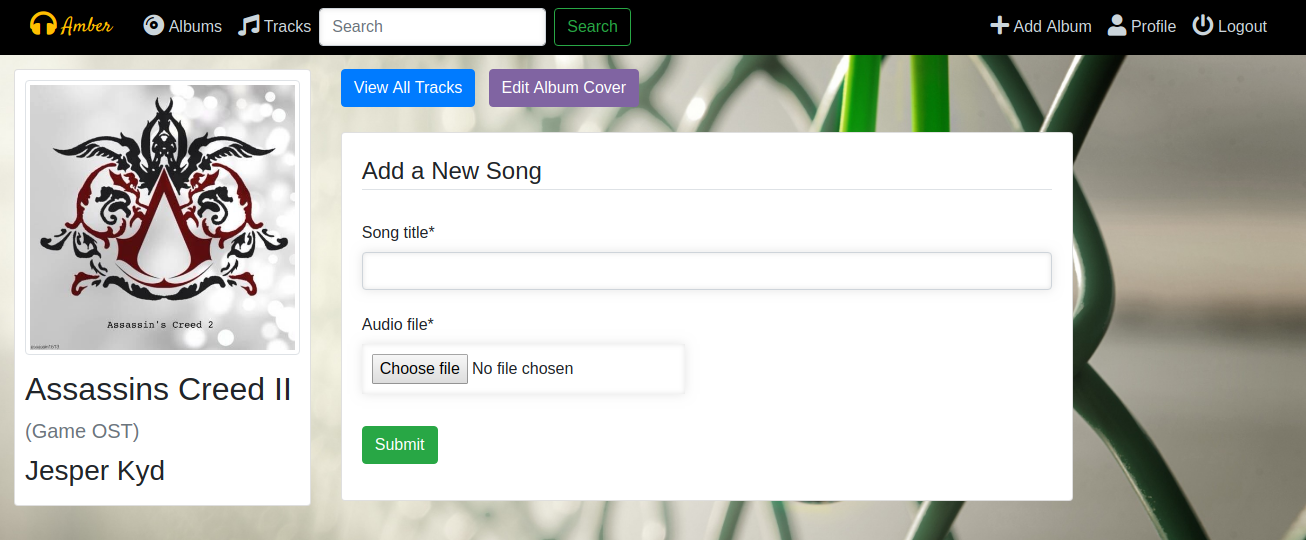 Amber Albums Tracks Search Search Add Album Profile Logout
View All Tracks Edit Album Cover
Add a New Song
Song title*
Audio file*
Choose file No file chosen
Submit
Assassin's Creed 2
Assassins Creed II
(Game OST)
Jesper Kyd